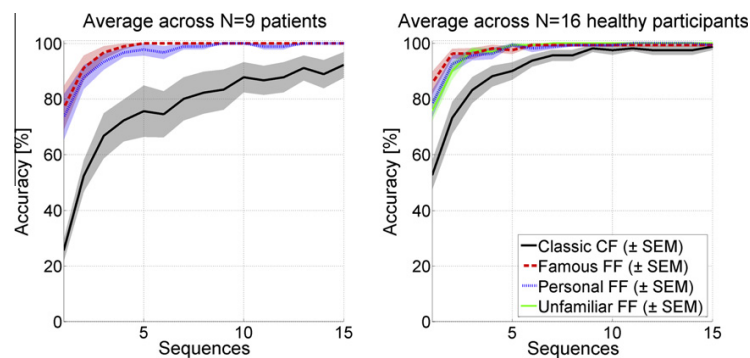 Average across N=9 patients
100
80
60
40
20
0
Accuracy [%]
5
10
15
Sequences
Average across N=16 healthy participants
100
80
60
40
20
0
Accuracy [%]
5
10
15
Sequences
Classic CF (± SEM)
Famous FF (± SEM)
Personal FF (± SEM)
Unfamiliar FF (± SEM)